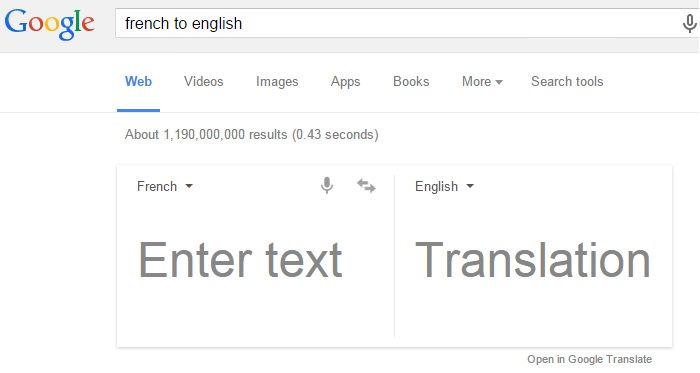 Google french to english
Web Videos Images Apps Books More Search tools
About 1,190,000,000 results (0.43 seconds)
French English
Enter text Translation
Open in Google Translate